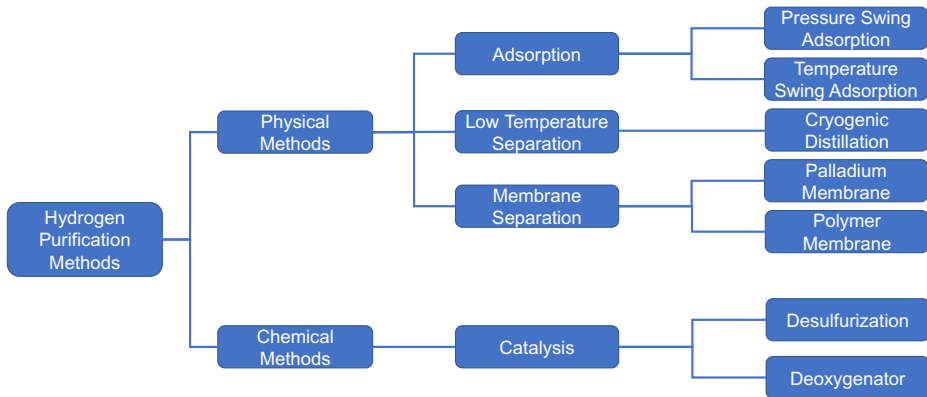 Pressure Swing
Adsorption
Adsorption
Temperature
Swing Adsorption
Physical
Methods
Low Temperature
Separation
Cryogenic
Distillation
Membrane
Separation
Palladium
Membrane
Polymer
Membrane
Hydrogen
Purification
Methods
Chemical
Methods
Catalysis
Desulfurization
Deoxygenator